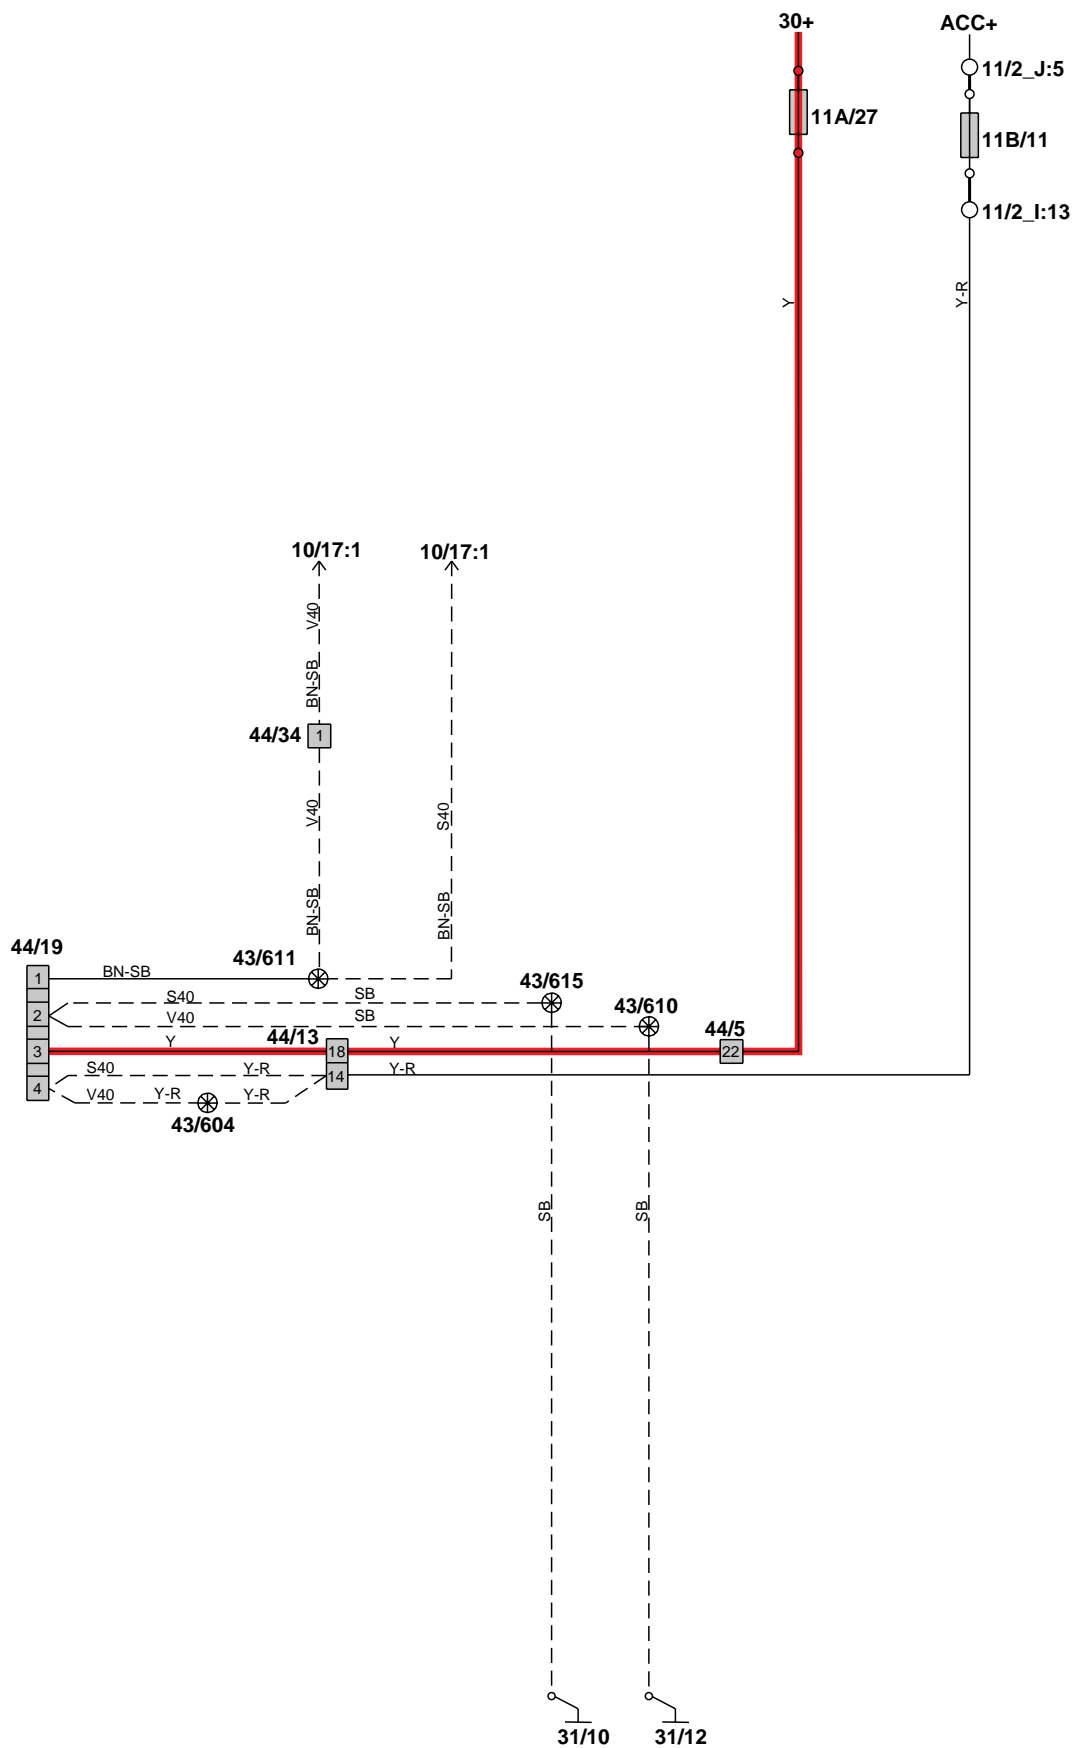 30+
ACC+
11/2_J:5
11A/27
11B/11
11/2_I:13
Y
Y-R
10/17:1
10/17:1
V40
BN-SB
44/34
1
V40
S40
BN-SB
BN-SB
44/19
43/611
1
BN-SB
43/615
S40
SB
43/610
2
V40
SB
44/13
44/5
3
Y
18
Y
22
S40
Y-R
14
Y-R
4
V40
Y-R
Y-R
43/604
SB
SB
31/10
31/12